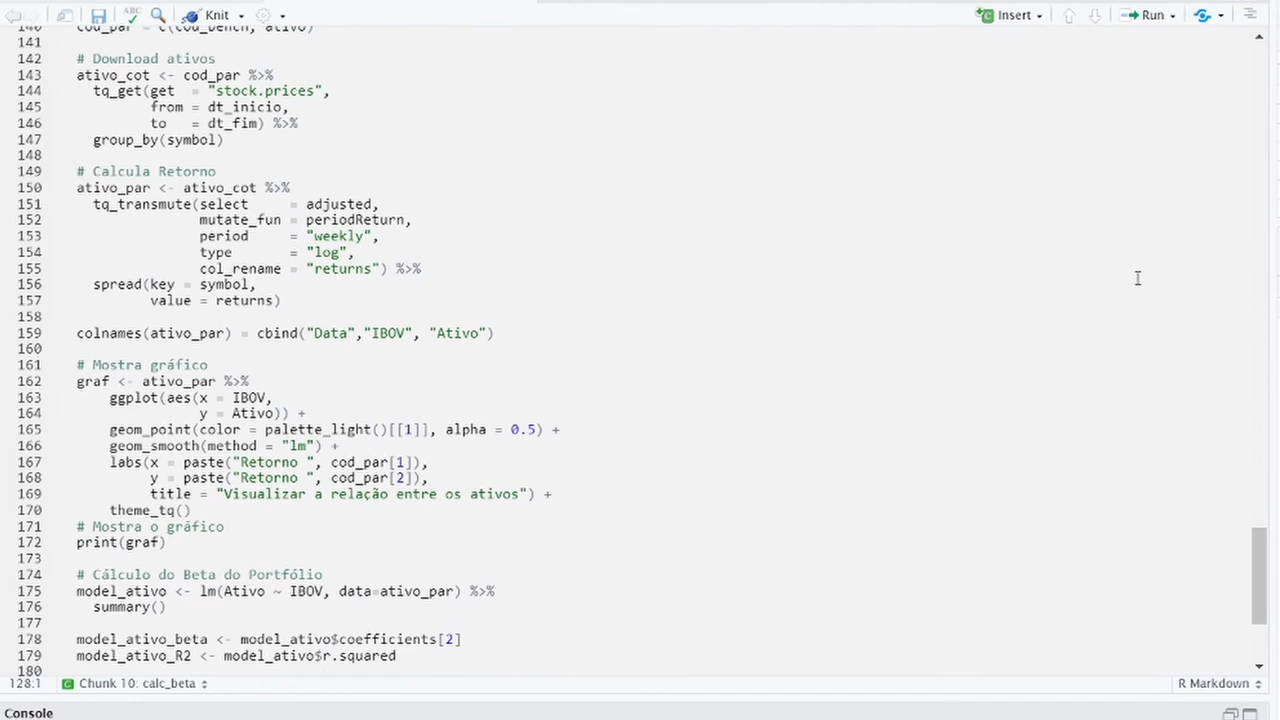 ABC Knit Insert Run
140 cod_par = c(cod_bench, ativo)
141
142 # Download ativos
143 ativo_cot <- cod_par %>%
144 tq_get(get = "stock.prices",
145 from = dt_inicio,
146 to = dt_fim) %>%
147 group_by(symbol)
148
149 # Calcula Retorno
150 ativo_par <- ativo_cot %>%
151 tq_transmute(select = adjusted,
152 mutate_fun = periodReturn,
153 period = "weekly",
154 type = "log",
155 col_rename = "returns") %>%
156 spread(key = symbol,
157 value = returns)
158
159 colnames(ativo_par) = cbind("Data","IBOV", "Ativo")
160
161 # Mostra gráfico
162 graf <- ativo_par %>%
163 ggplot(aes(x = IBOV,
164 y = Ativo)) +
165 geom_point(color = palette_light()[[1]], alpha = 0.5) +
166 geom_smooth(method = "lm") +
167 labs(x = paste("Retorno ", cod_par[1]),
168 y = paste("Retorno ", cod_par[2]),
169 title = "Visualizar a relação entre os ativos") +
170 theme_tq()
171 # Mostra o gráfico
172 print(graf)
173
174 # Cálculo do Beta do Portfólio
175 model_ativo <- lm(Ativo ~ IBOV, data=ativo_par) %>%
176 summary()
177
178 model_ativo_beta <- model_ativo$coefficients[2]
179 model_ativo_R2 <- model_ativo$r.squared
180
128:1 Chunk 10: calc_beta R Markdown
Console